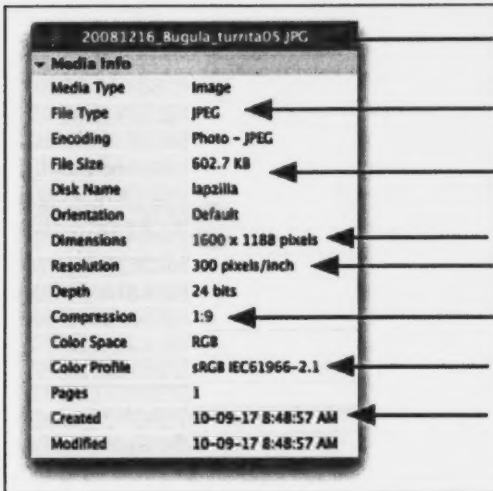 20081216_Bugula_turrita05.JPG
Media Info
Media Type Image
File Type JPEG
Encoding Photo - JPEG
File Size 602.7 KB
Disk Name lapzilla
Orientation Default
Dimensions 1600 x 1188 pixels
Resolution 300 pixels/inch
Depth 24 bits
Compression 1:9
Color Space RGB
Color Profile sRGB IEC61966-2.1
Pages 1
Created 10-09-17 8:48:57 AM
Modified 10-09-17 8:48:57 AM